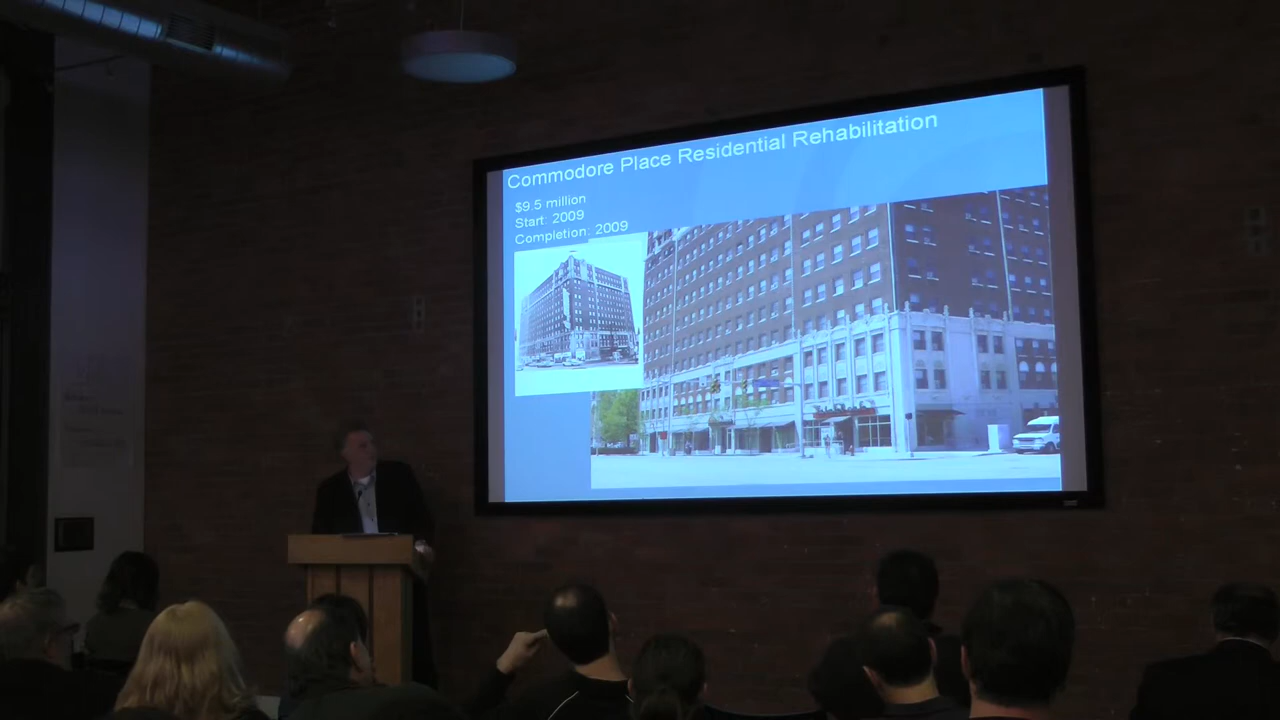 Commodore Place Residential Rehabilitation
$9.5 million
Start: 2009
Completion: 2009